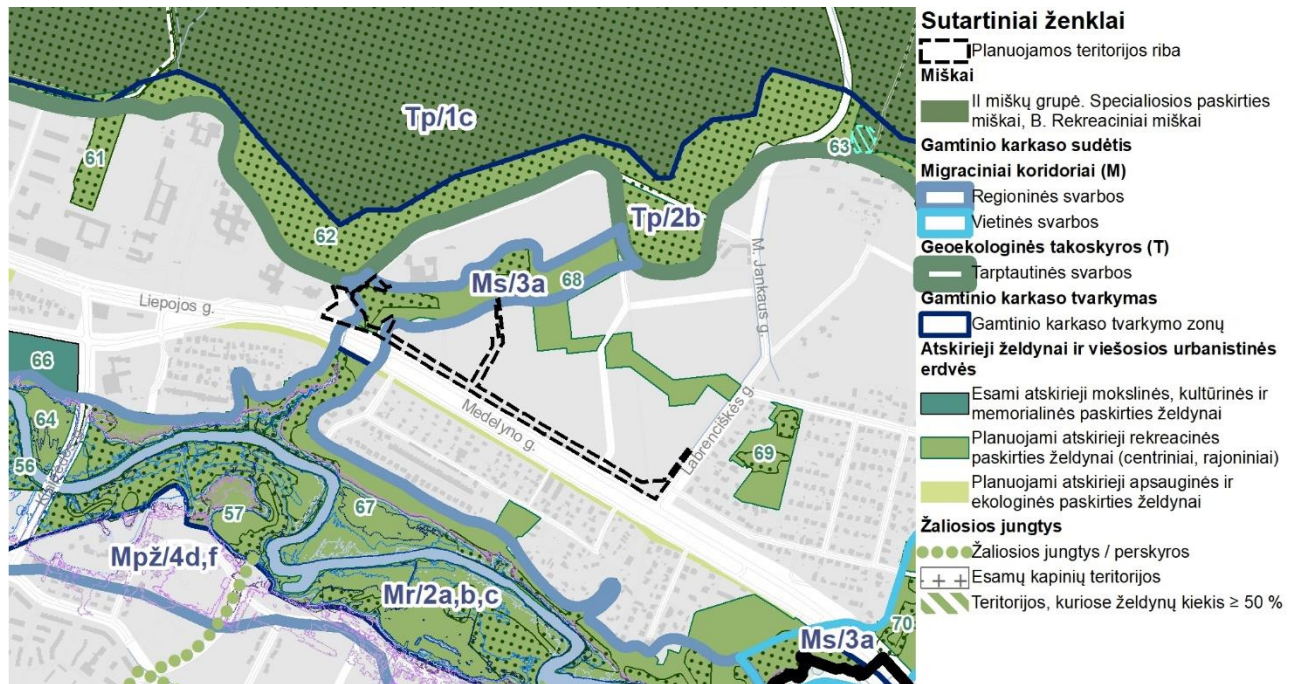 Tp/1c
61
62
63
Tp/2b
Ms/3a
68
M. Jankaus g.
Liepojos g.
66
64
56
Medelyno g.
Labrenciškės g.
69
67
57
Mpž/4d,f
Mr/2a,b,c
Ms/3a
70
Sutartiniai ženklai
Planuojamos teritorijos riba
Miškai
II miškų grupė. Specialiosios paskirties
miškai, B. Rekreaciniai miškai
Gamtinio karkaso sudėtis
Migraciniai koridoriai (M)
Regioninės svarbos
Vietinės svarbos
Geoekologinės takoskyros (T)
Tarptautinės svarbos
Gamtinio karkaso tvarkymas
Gamtinio karkaso tvarkymo zonų
Atskirieji želdynai ir viešosios urbanistinės
erdvės
Esami atskirieji mokslinės, kultūrinės ir
memorialinės paskirties želdynai
Planuojami atskirieji rekreacinės
paskirties želdynai (centriniai, rajoniniai)
Planuojami atskirieji apsauginės ir
ekologinės paskirties želdynai
Žaliosios jungtys
Žaliosios jungtys / perskyros
Esamų kapinių teritorijos
Teritorijos, kuriose želdynų kiekis ≥ 50 %